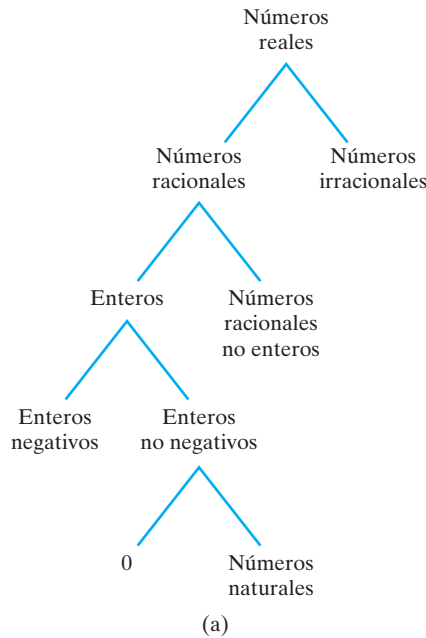 Números
reales
Números
racionales
Números
irracionales
Enteros
Números
racionales
no enteros
Enteros
negativos
Enteros
no negativos
0
Números
naturales
(a)